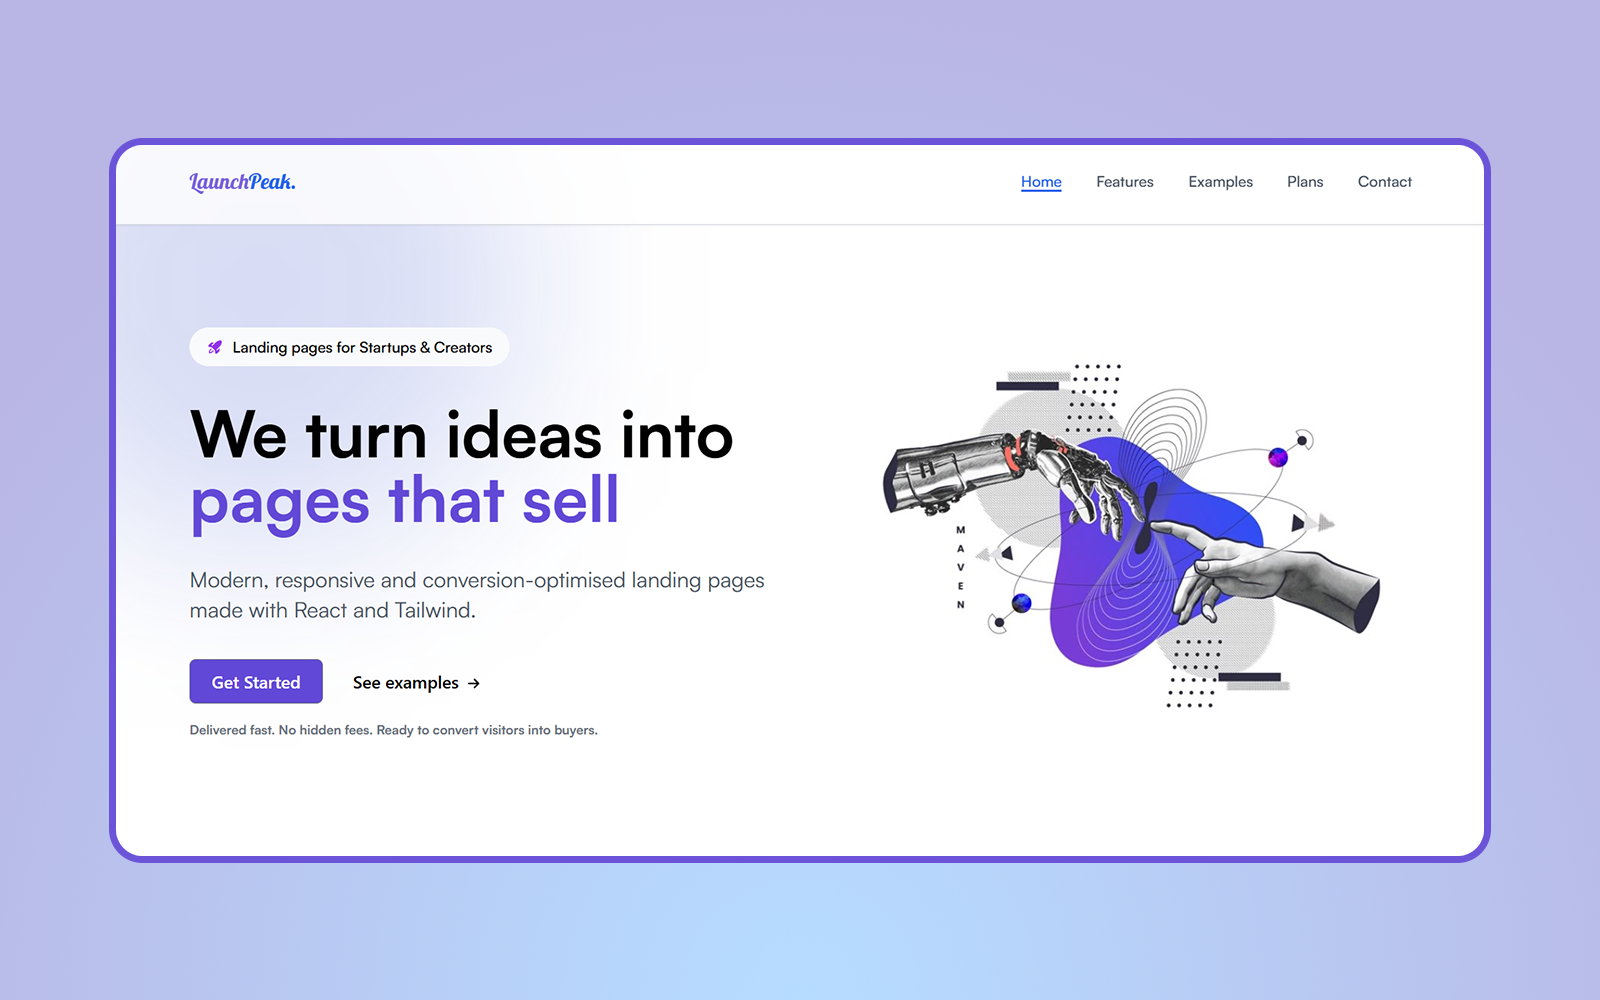 LaunchPeak.
Home Features Examples Plans Contact
Landing pages for Startups & Creators
We turn ideas into
pages that sell
Modern, responsive and conversion-optimised landing pages
made with React and Tailwind.
Get Started See examples →
Delivered fast. No hidden fees. Ready to convert visitors into buyers.
M
A
V
E
N